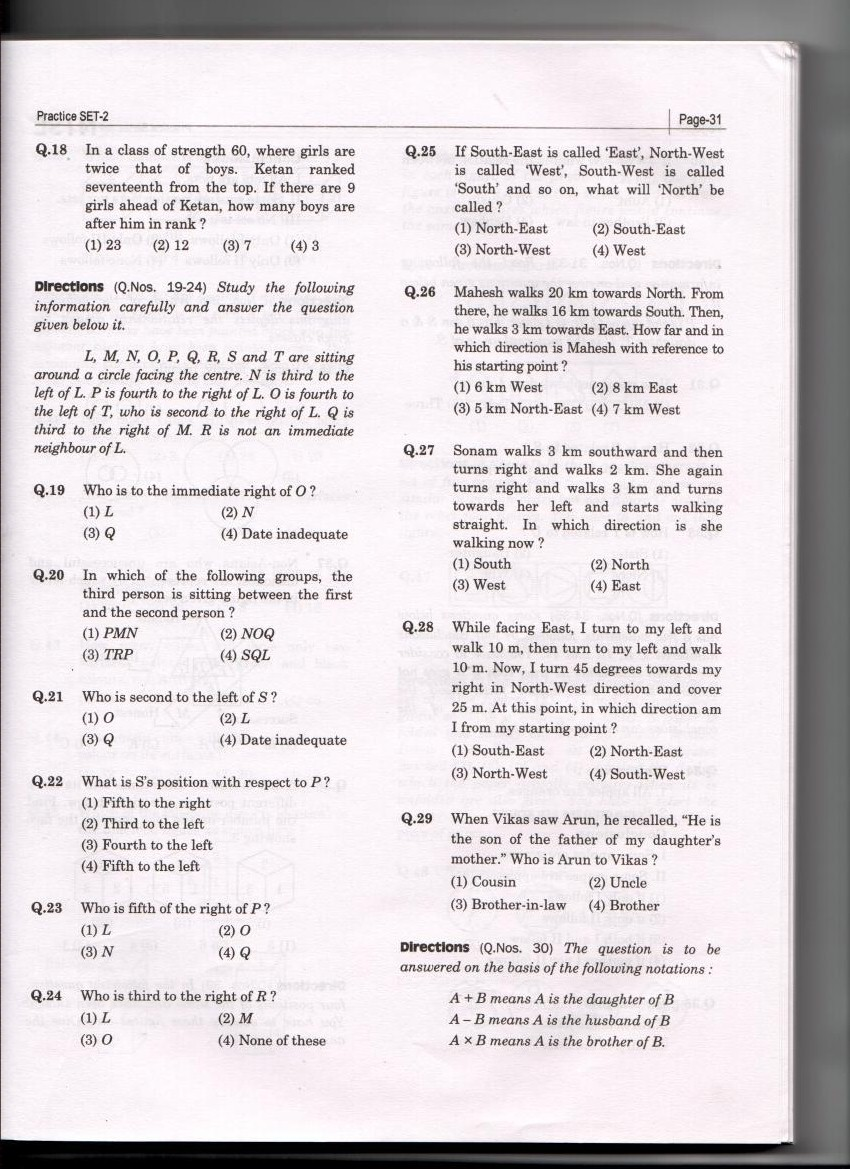 Practice SET-2
Page-31
Q.18 In a class of strength 60, where girls are
twice that of boys. Ketan ranked
seventeenth from the top. If there are 9
girls ahead of Ketan, how many boys are
after him in rank ?
(1) 23 (2) 12 (3) 7 (4) 3
Directions (Q.Nos. 19-24) Study the following
information carefully and answer the question
given below it.
L, M, N, O, P, Q, R, S and T are sitting
around a circle facing the centre. N is third to the
left of L. P is fourth to the right of L. O is fourth to
the left of T, who is second to the right of L. Q is
third to the right of M. R is not an immediate
neighbour of L.
Q.19 Who is to the immediate right of O ?
(1) L (2) N
(3) Q (4) Date inadequate
Q.20 In which of the following groups, the
third person is sitting between the first
and the second person ?
(1) PMN (2) NOQ
(3) TRP (4) SQL
Q.21 Who is second to the left of S ?
(1) O (2) L
(3) Q (4) Date inadequate
Q.22 What is S's position with respect to P ?
(1) Fifth to the right
(2) Third to the left
(3) Fourth to the left
(4) Fifth to the left
Q.23 Who is fifth of the right of P ?
(1) L (2) O
(3) N (4) Q
Q.24 Who is third to the right of R ?
(1) L (2) M
(3) O (4) None of these
Q.25 If South-East is called 'East', North-West
is called 'West', South-West is called
'South' and so on, what will 'North' be
called ?
(1) North-East (2) South-East
(3) North-West (4) West
Q.26 Mahesh walks 20 km towards North. From
there, he walks 16 km towards South. Then,
he walks 3 km towards East. How far and in
which direction is Mahesh with reference to
his starting point ?
(1) 6 km West (2) 8 km East
(3) 5 km North-East (4) 7 km West
Q.27 Sonam walks 3 km southward and then
turns right and walks 2 km. She again
turns right and walks 3 km and turns
towards her left and starts walking
straight. In which direction is she
walking now ?
(1) South (2) North
(3) West (4) East
Q.28 While facing East, I turn to my left and
walk 10 m, then turn to my left and walk
10 m. Now, I turn 45 degrees towards my
right in North-West direction and cover
25 m. At this point, in which direction am
I from my starting point ?
(1) South-East (2) North-East
(3) North-West (4) South-West
Q.29 When Vikas saw Arun, he recalled, "He is
the son of the father of my daughter's
mother." Who is Arun to Vikas ?
(1) Cousin (2) Uncle
(3) Brother-in-law (4) Brother
Directions (Q.Nos. 30) The question is to be
answered on the basis of the following notations :
A + B means A is the daughter of B
A – B means A is the husband of B
A × B means A is the brother of B.